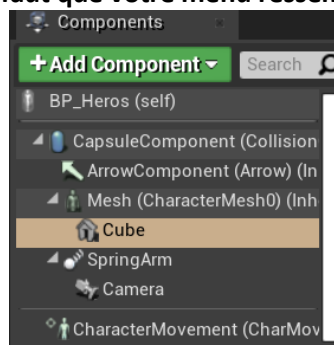 Components
+ Add Component
Search
BP_Heros (self)
CapsuleComponent (Collision
ArrowComponent (Arrow) (In
Mesh (CharacterMesh0) (Inh
Cube
SpringArm
Camera
CharacterMovement (CharMov